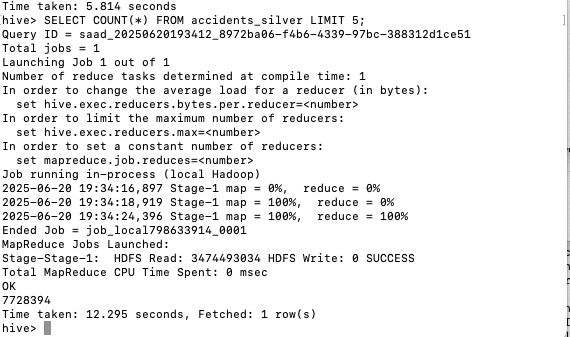 Time taken: 5.814 seconds
hive> SELECT COUNT(*) FROM accidents_silver LIMIT 5;
Query ID = saad_20250620193412_8972ba06-f4b6-4339-97bc-388312d1ce51
Total jobs = 1
Launching Job 1 out of 1
Number of reduce tasks determined at compile time: 1
In order to change the average load for a reducer (in bytes):
  set hive.exec.reducers.bytes.per.reducer=<number>
In order to limit the maximum number of reducers:
  set hive.exec.reducers.max=<number>
In order to set a constant number of reducers:
  set mapreduce.job.reduces=<number>
Job running in-process (local Hadoop)
2025-06-20 19:34:16,897 Stage-1 map = 0%,  reduce = 0%
2025-06-20 19:34:18,919 Stage-1 map = 100%,  reduce = 0%
2025-06-20 19:34:24,396 Stage-1 map = 100%,  reduce = 100%
Ended Job = job_local798633914_0001
MapReduce Jobs Launched:
Stage-Stage-1:  HDFS Read: 3474493034 HDFS Write: 0 SUCCESS
Total MapReduce CPU Time Spent: 0 msec
OK
7728394
Time taken: 12.295 seconds, Fetched: 1 row(s)
hive>